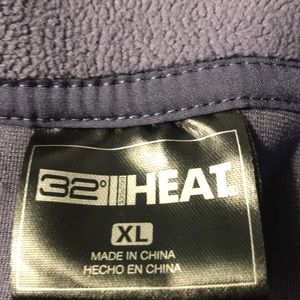 32° HEAT
XL
MADE IN CHINA
HECHO EN CHINA